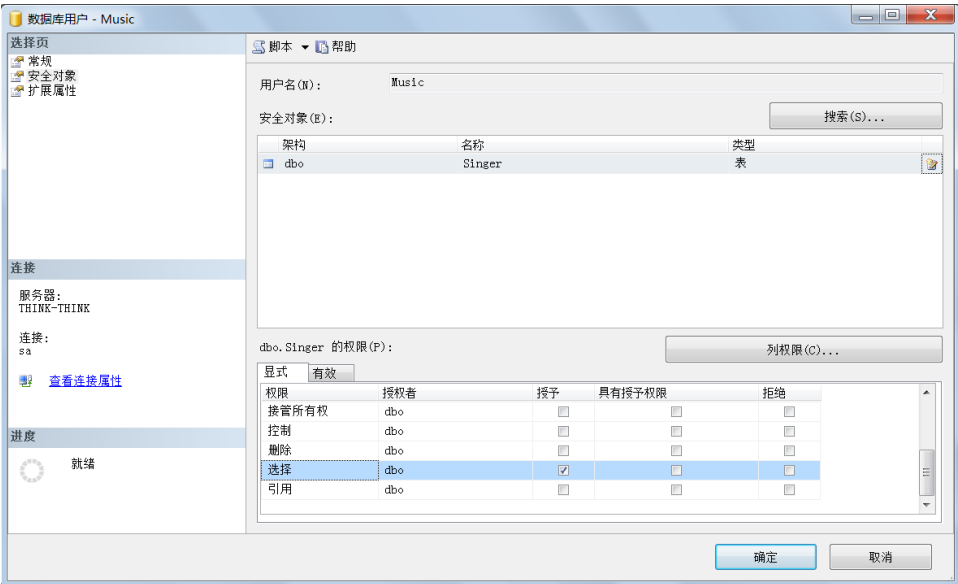 数据库用户 - Music
选择页
常规
安全对象
扩展属性
脚本 帮助
用户名(N): Music
安全对象(E): 搜索(S)...
架构 名称 类型
dbo Singer 表
连接
服务器:
THINK-THINK
连接:
sa
查看连接属性
进度
就绪
dbo.Singer 的权限(P): 列权限(C)...
显式 有效
权限 授权者 授予 具有授予权限 拒绝
接管所有权 dbo
控制 dbo
删除 dbo
选择 dbo
引用 dbo
确定 取消